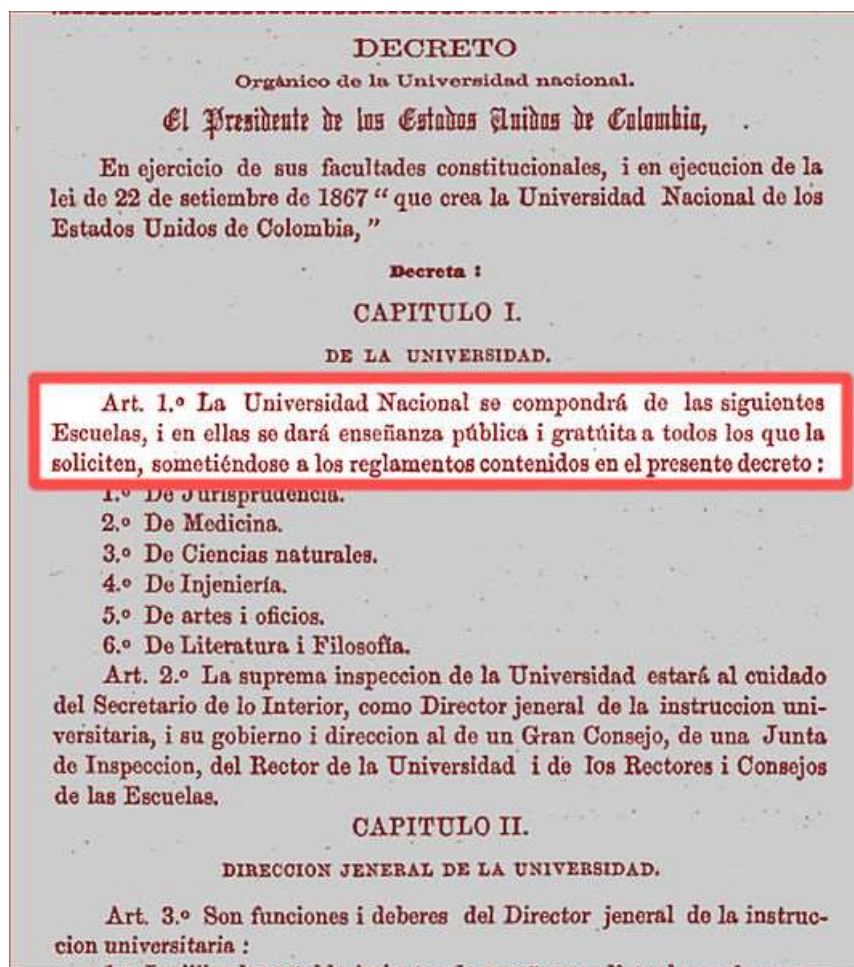 DECRETO
Orgánico de la Universidad nacional.
El Presidente de los Estados Unidos de Colombia,
En ejercicio de sus facultades constitucionales, i en ejecucion de la
lei de 22 de setiembre de 1867 “ que crea la Universidad Nacional de los
Estados Unidos de Colombia, ”
Decreta :
CAPITULO I.
DE LA UNIVERSIDAD.
Art. 1.º La Universidad Nacional se compondrá de las siguientes
Escuelas, i en ellas se dará enseñanza pública i gratúita a todos los que la
soliciten, sometiéndose a los reglamentos contenidos en el presente decreto :
1.º De Jurisprudencia.
2.º De Medicina.
3.º De Ciencias naturales.
4.º De Injeniería.
5.º De artes i oficios.
6.º De Literatura i Filosofía.
Art. 2.º La suprema inspeccion de la Universidad estará al cuidado
del Secretario de lo Interior, como Director jeneral de la instruccion uni-
versitaria, i su gobierno i direccion al de un Gran Consejo, de una Junta
de Inspeccion, del Rector de la Universidad i de los Rectores i Consejos
de las Escuelas.
CAPITULO II.
DIRECCION JENERAL DE LA UNIVERSIDAD.
Art. 3.º Son funciones i deberes del Director jeneral de la instruc-
cion universitaria :